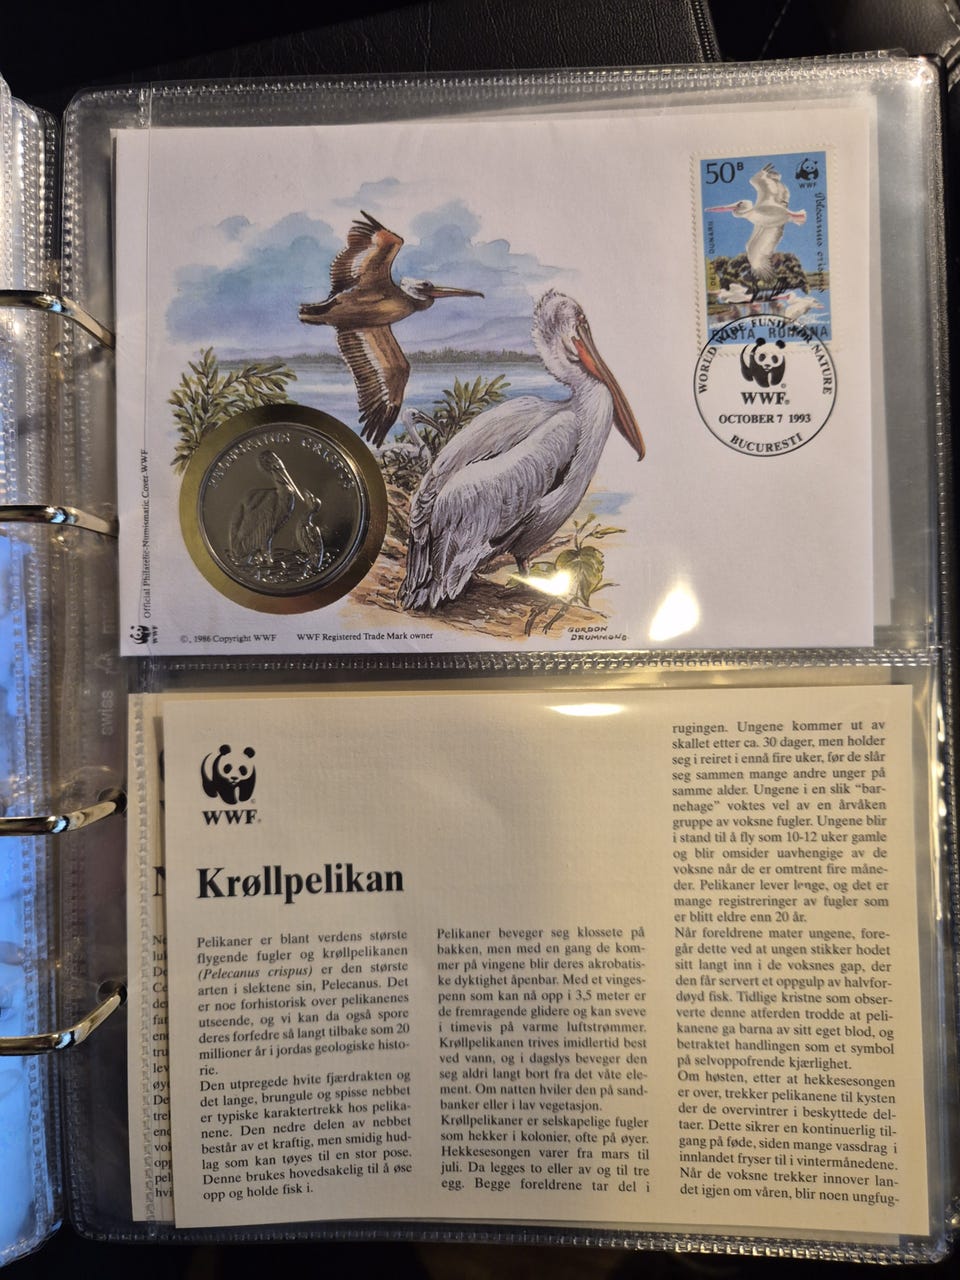 50B
WWF
Pelecanus crispus
DELTA DUNARII
POSTA ROMANA
WORLD WIDE FUND FOR NATURE
WWF®
OCTOBER 7 1993
BUCURESTI
PELECANUS CRISPUS
Official Philatelic-Numismatic Cover-WWF
WWF
©, 1986 Copyright WWF WWF Registered Trade Mark owner
GORDON
DRUMMOND.
swiss
WWF®
Krøllpelikan
Pelikaner er blant verdens største
flygende fugler og krøllpelikanen
(Pelecanus crispus) er den største
arten i slektene sin, Pelecanus. Det
er noe forhistorisk over pelikanenes
utseende, og vi kan da også spore
deres forfedre så langt tilbake som 20
millioner år i jordas geologiske histo-
rie.
Den utpregede hvite fjærdrakten og
det lange, brungule og spisse nebbet
er typiske karaktertrekk hos pelika-
nene. Den nedre delen av nebbet
består av et kraftig, men smidig hud-
lag som kan tøyes til en stor pose.
Denne brukes hovedsakelig til å øse
opp og holde fisk i.
Pelikaner beveger seg klossete på
bakken, men med en gang de kom-
mer på vingene blir deres akrobatis-
ke dyktighet åpenbar. Med et vinges-
penn som kan nå opp i 3,5 meter er
de fremragende glidere og kan sveve
i timevis på varme luftstrømmer.
Krøllpelikanen trives imidlertid best
ved vann, og i dagslys beveger den
seg aldri langt bort fra det våte ele-
ment. Om natten hviler den på sand-
banker eller i lav vegetasjon.
Krøllpelikaner er selskapelige fugler
som hekker i kolonier, ofte på øyer.
Hekkesesongen varer fra mars til
juli. Da legges to eller av og til tre
egg. Begge foreldrene tar del i
rugingen. Ungene kommer ut av
skallet etter ca. 30 dager, men holder
seg i reiret i ennå fire uker, før de slår
seg sammen mange andre unger på
samme alder. Ungene i en slik "bar-
nehage" voktes vel av en årvåken
gruppe av voksne fugler. Ungene blir
i stand til å fly som 10-12 uker gamle
og blir omsider uavhengige av de
voksne når de er omtrent fire måne-
der. Pelikaner lever lenge, og det er
mange registreringer av fugler som
er blitt eldre enn 20 år.
Når foreldrene mater ungene, fore-
går dette ved at ungen stikker hodet
sitt langt inn i de voksnes gap, der
den får servert et oppgulp av halvfor-
døyd fisk. Tidlige kristne som obser-
verte denne atferden trodde at peli-
kanene ga barna av sitt eget blod, og
betraktet handlingen som et symbol
på selvoppofrende kjærlighet.
Om høsten, etter at hekkesesongen
er over, trekker pelikanene til kysten
der de overvintrer i beskyttede del-
taer. Dette sikrer en kontinuerlig til-
gang på føde, siden mange vassdrag i
innlandet fryser til i vintermånedene.
Når de voksne trekker innover lan-
det igjen om våren, blir noen ungfug-